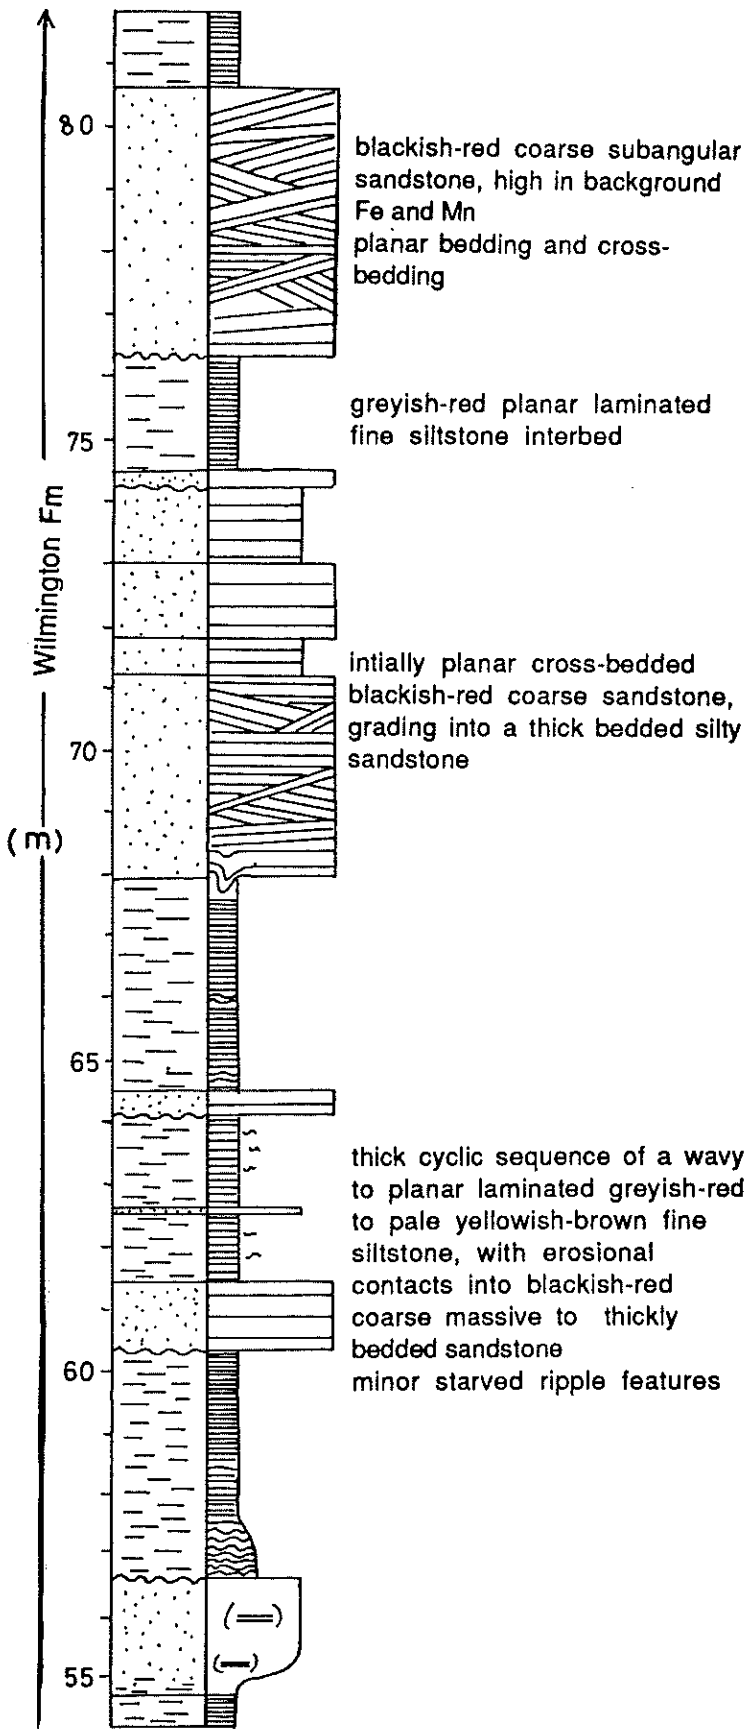 80
blackish-red coarse subangular
sandstone, high in background
Fe and Mn
planar bedding and cross-
bedding
greyish-red planar laminated
fine siltstone interbed
75
Wilmington Fm
intially planar cross-bedded
blackish-red coarse sandstone,
grading into a thick bedded silty
sandstone
70
(m)
65
thick cyclic sequence of a wavy
to planar laminated greyish-red
to pale yellowish-brown fine
siltstone, with erosional
contacts into blackish-red
coarse massive to thickly
bedded sandstone
minor starved ripple features
60
55